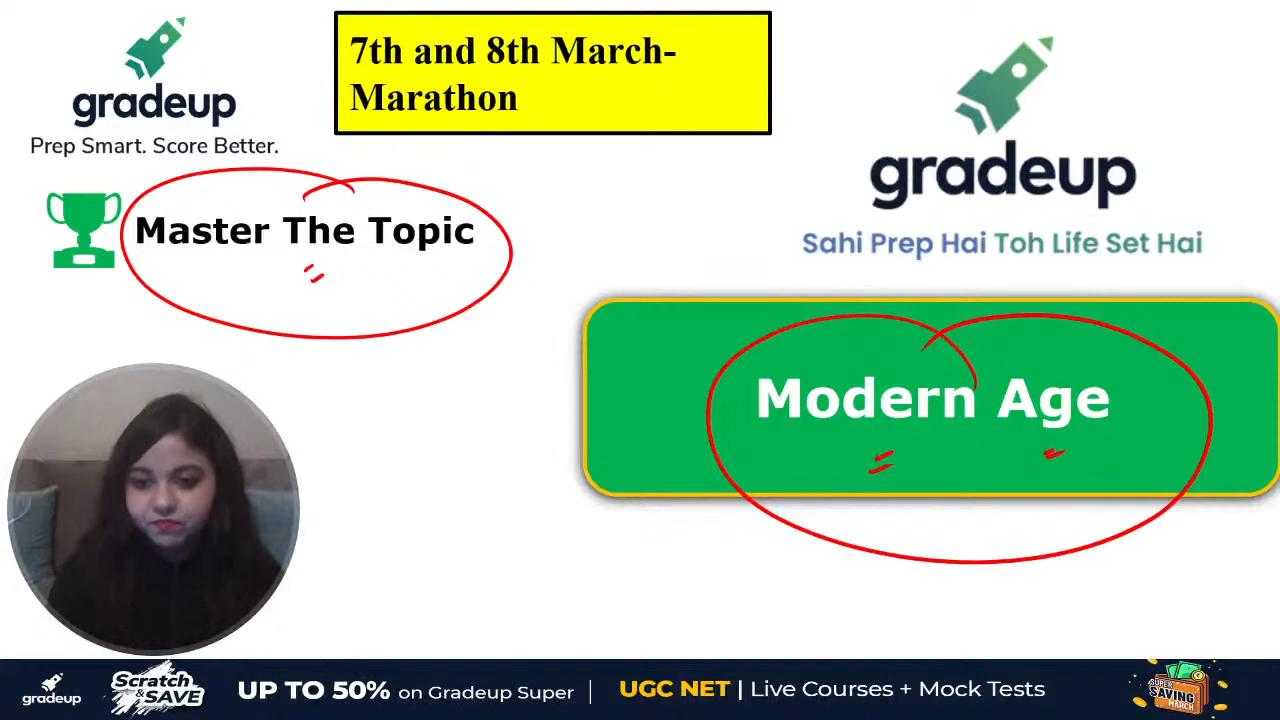 gradeup
Prep Smart. Score Better.
7th and 8th March-
Marathon
gradeup
Sahi Prep Hai Toh Life Set Hai
Master The Topic
Modern Age
gradeup
Scratch
& SAVE
UP TO 50% on Gradeup Super
UGC NET | Live Courses + Mock Tests
SUPER
SAVING
MARCH